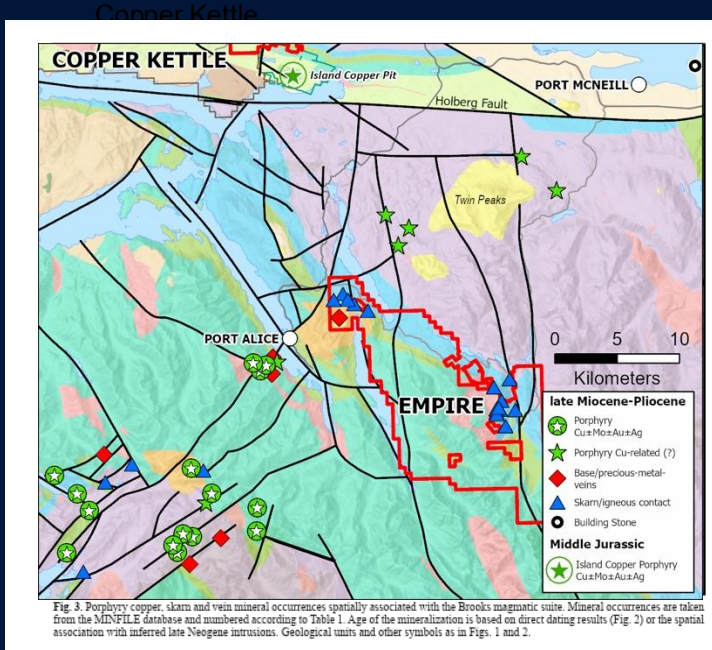 Copper Kettle
COPPER KETTLE
Island Copper Pit
PORT MCNEILL
Holberg Fault
Twin Peaks
PORT ALICE
EMPIRE
0 5 10
Kilometers
late Miocene-Pliocene
Porphyry
Cu±Mo±Au±Ag
Porphyry Cu-related (?)
Base/precious-metal-
veins
Skarn/igneous contact
Building Stone
Middle Jurassic
Island Copper Porphyry
Cu±Mo±Au±Ag
Fig. 3. Porphyry copper, skarn and vein mineral occurrences spatially associated with the Brooks magmatic suite. Mineral occurrences are taken
from the MINFILE database and numbered according to Table 1. Age of the mineralization is based on direct dating results (Fig. 2) or the spatial
association with inferred late Neogene intrusions. Geological units and other symbols as in Figs. 1 and 2.